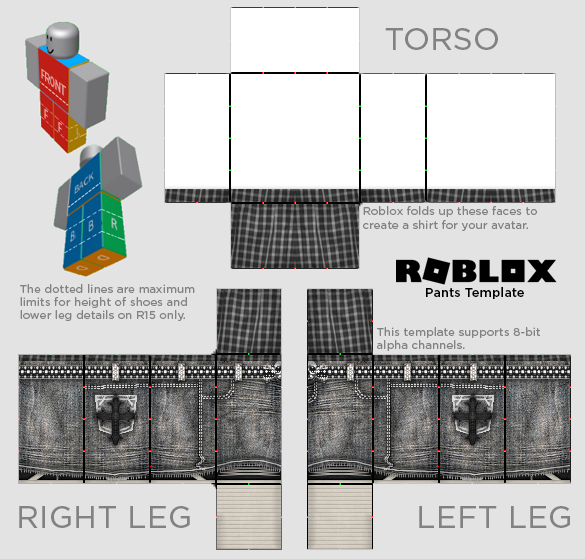 TORSO
FRONT
F F L
BACK
B B R
Roblox folds up these faces to
create a shirt for your avatar.
ROBLOX
Pants Template
The dotted lines are maximum
limits for height of shoes and
lower leg details on R15 only.
This template supports 8-bit
alpha channels.
RIGHT LEG
LEFT LEG